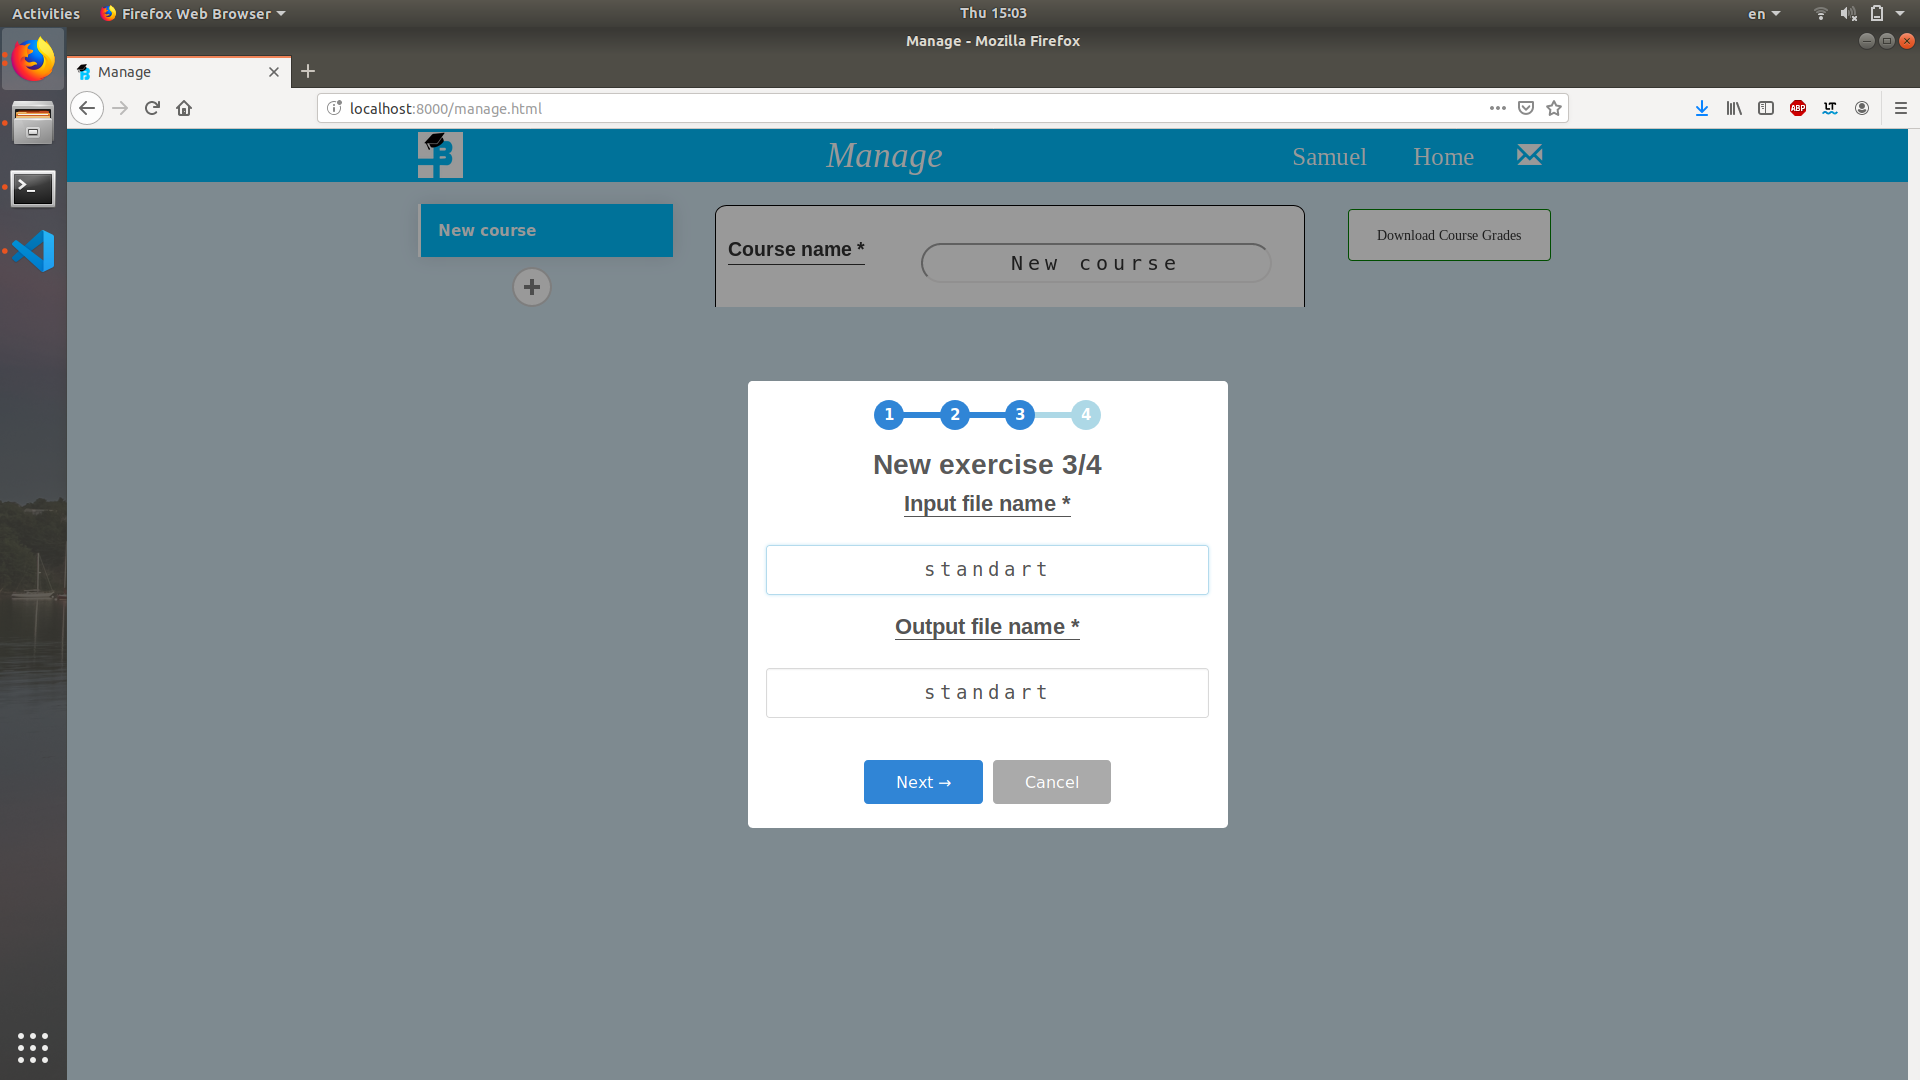 Activities
Firefox Web Browser
Thu 15:03
en
Manage - Mozilla Firefox
Manage
localhost:8000/manage.html
ABP
LT
B
Manage
Samuel
Home
New course
Course name *
New course
Download Course Grades
1
2
3
4
New exercise 3/4
Input file name *
standart
Output file name *
standart
Next →
Cancel